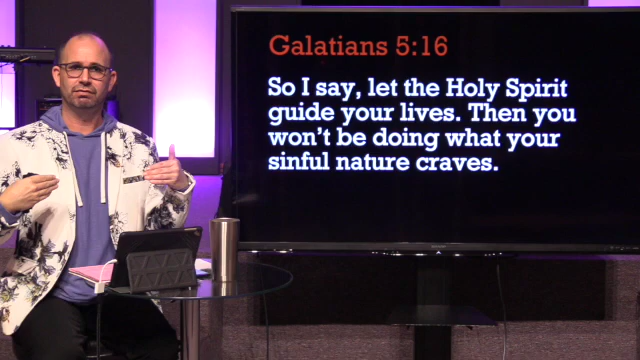 Galatians 5:16
So I say, let the Holy Spirit
guide your lives. Then you
won't be doing what your
sinful nature craves.